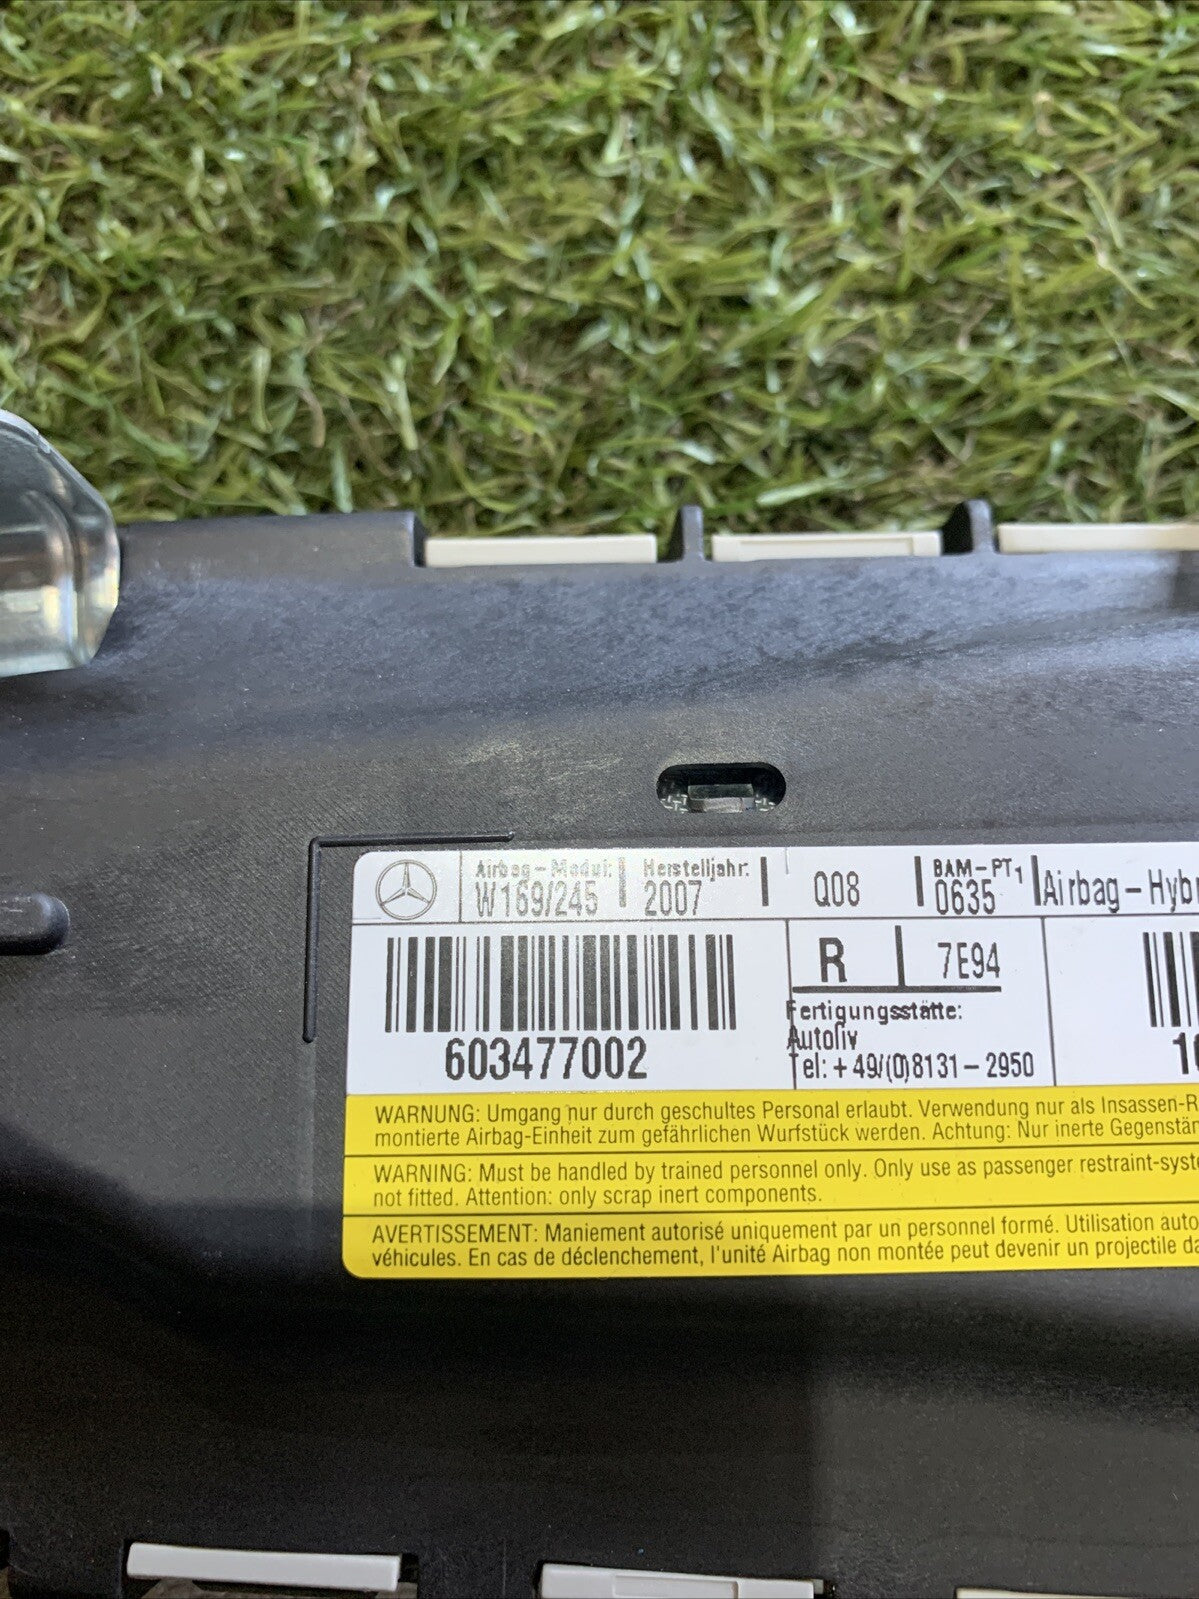 Airbag-Modul: Herstelljahr: BAM-PT1
W169/245 2007 Q08 0635 Airbag-Hybr
R 7E94
603477002
Fertigungsstätte:
Autoliv
Tel: +49/(0)8131-2950
WARNUNG: Umgang nur durch geschultes Personal erlaubt. Verwendung nur als Insassen-R
montierte Airbag-Einheit zum gefährlichen Wurfstück werden. Achtung: Nur inerte Gegenstän
WARNING: Must be handled by trained personnel only. Only use as passenger restraint-syste
not fitted. Attention: only scrap inert components.
AVERTISSEMENT: Maniement autorisé uniquement par un personnel formé. Utilisation auto
véhicules. En cas de déclenchement, l'unité Airbag non montée peut devenir un projectile da